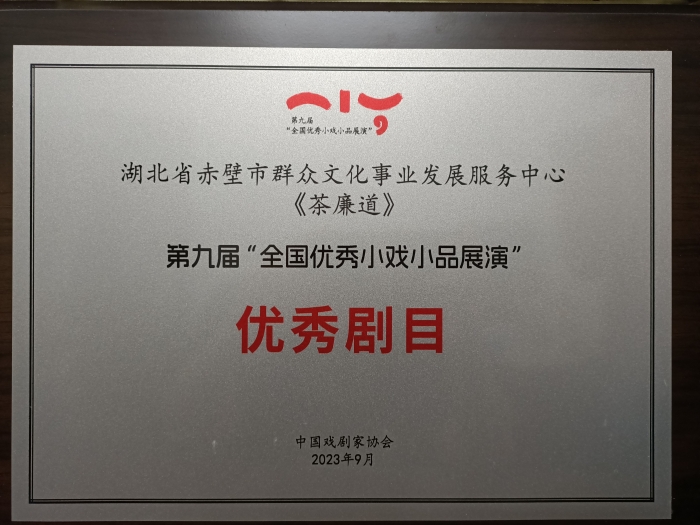 第九届
“全国优秀小戏小品展演”
湖北省赤壁市群众文化事业发展服务中心
《茶廉道》
第九届“全国优秀小戏小品展演”
优秀剧目
中国戏剧家协会
2023年9月